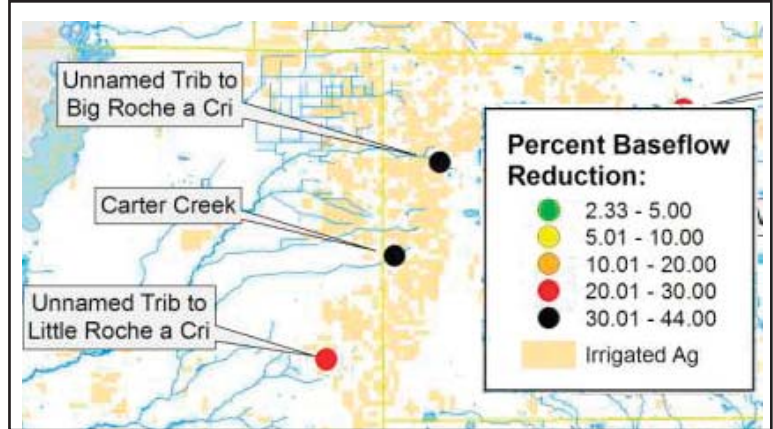 Unnamed Trib to
Big Roche a Cri
Carter Creek
Unnamed Trib to
Little Roche a Cri
Percent Baseflow
Reduction:
2.33 - 5.00
5.01 - 10.00
10.01 - 20.00
20.01 - 30.00
30.01 - 44.00
Irrigated Ag